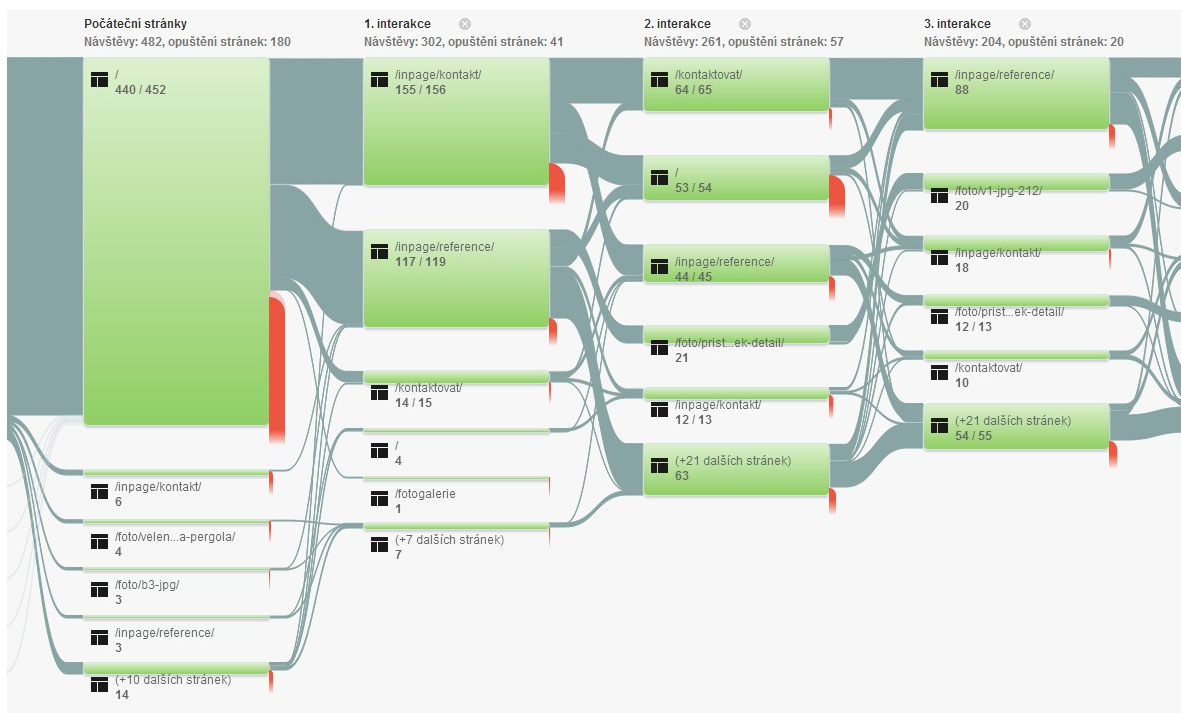 Počáteční stránky
Návštěvy: 482, opuštění stránek: 180
/
440 / 452
/inpage/kontakt/
6
/foto/velen...a-pergola/
4
/foto/b3-jpg/
3
/inpage/reference/
3
(+10 dalších stránek)
14
1. interakce
Návštěvy: 302, opuštění stránek: 41
/inpage/kontakt/
155 / 156
/inpage/reference/
117 / 119
/kontaktovat/
14 / 15
/
4
/fotogalerie
1
(+7 dalších stránek)
7
2. interakce
Návštěvy: 261, opuštění stránek: 57
/kontaktovat/
64 / 65
/
53 / 54
/inpage/reference/
44 / 45
/foto/prist...ek-detail/
21
/inpage/kontakt/
12 / 13
(+21 dalších stránek)
63
3. interakce
Návštěvy: 204, opuštění stránek: 20
/inpage/reference/
88
/foto/v1-jpg-212/
20
/inpage/kontakt/
18
/foto/prist...ek-detail/
12 / 13
/kontaktovat/
10
(+21 dalších stránek)
54 / 55